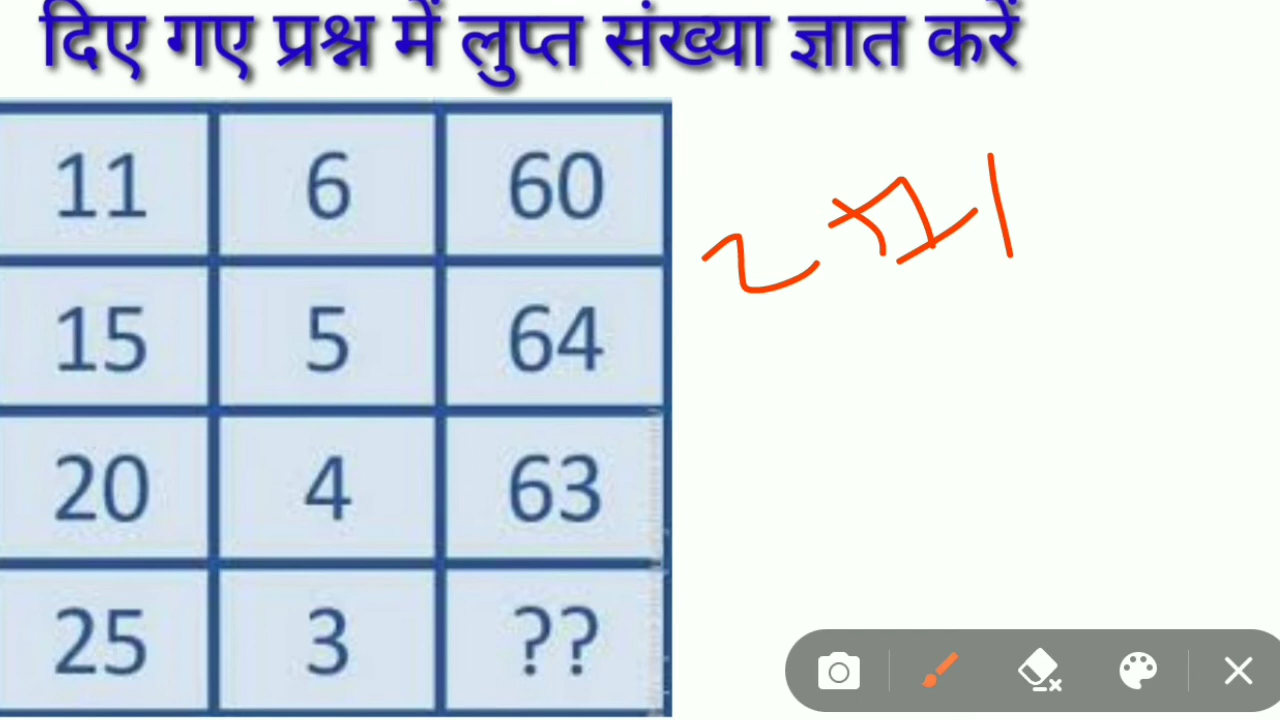 दिए गए प्रश्न में लुप्त संख्या ज्ञात करें
11 6 60
15 5 64
20 4 63
25 3 ??